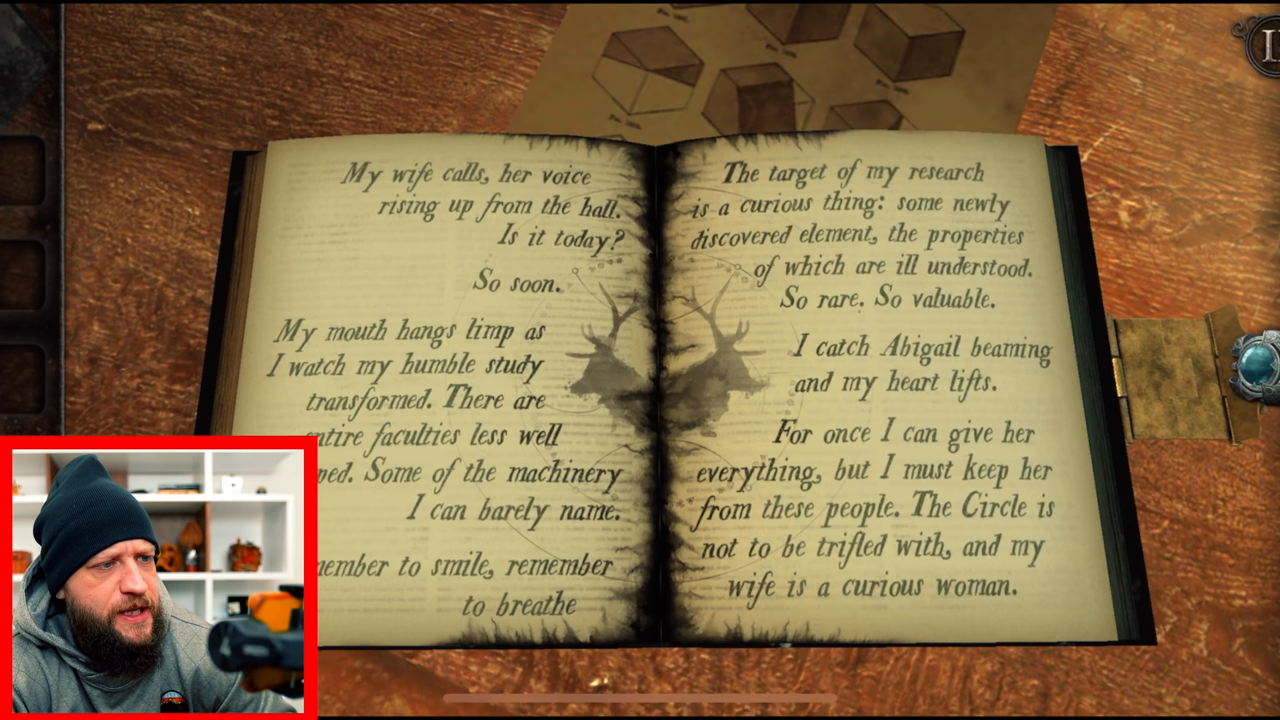 My wife calls, her voice
rising up from the hall.
Is it today?
So soon.
My mouth hangs limp as
I watch my humble study
transformed. There are
entire faculties less well
Some of the machinery
I can barely name.
to smile, remember
to breathe
The target of my research
is a curious thing: some newly
discovered element, the properties
of which are ill understood.
So rare. So valuable.
I catch Abigail beaming
and my heart lifts.
For once I can give her
everything, but I must keep her
from these people. The Circle is
not to be trifled with, and my
wife is a curious woman.